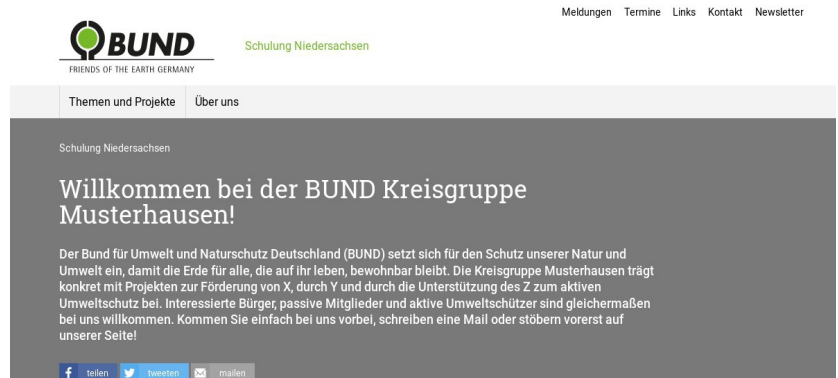 Meldungen Termine Links Kontakt Newsletter
BUND
FRIENDS OF THE EARTH GERMANY
Schulung Niedersachsen
Themen und Projekte Über uns
Schulung Niedersachsen
Willkommen bei der BUND Kreisgruppe
Musterhausen!
Der Bund für Umwelt und Naturschutz Deutschland (BUND) setzt sich für den Schutz unserer Natur und
Umwelt ein, damit die Erde für alle, die auf ihr leben, bewohnbar bleibt. Die Kreisgruppe Musterhausen trägt
konkret mit Projekten zur Förderung von X, durch Y und durch die Unterstützung des Z zum aktiven
Umweltschutz bei. Interessierte Bürger, passive Mitglieder und aktive Umweltschützer sind gleichermaßen
bei uns willkommen. Kommen Sie einfach bei uns vorbei, schreiben eine Mail oder stöbern vorerst auf
unserer Seite!
teilen tweeten mailen